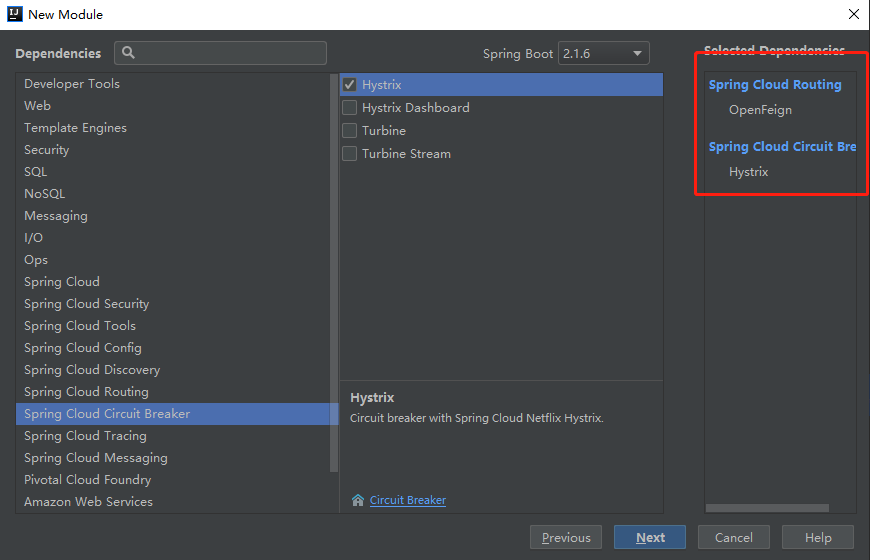 New Module
Dependencies
Spring Boot 2.1.6
Selected Dependencies
Developer Tools
Web
Template Engines
Security
SQL
NoSQL
Messaging
I/O
Ops
Spring Cloud
Spring Cloud Security
Spring Cloud Tools
Spring Cloud Config
Spring Cloud Discovery
Spring Cloud Routing
Spring Cloud Circuit Breaker
Spring Cloud Tracing
Spring Cloud Messaging
Pivotal Cloud Foundry
Amazon Web Services
Hystrix
Hystrix Dashboard
Turbine
Turbine Stream
Hystrix
Circuit breaker with Spring Cloud Netflix Hystrix.
Circuit Breaker
Spring Cloud Routing
OpenFeign
Spring Cloud Circuit Bre
Hystrix
Previous
Next
Cancel
Help